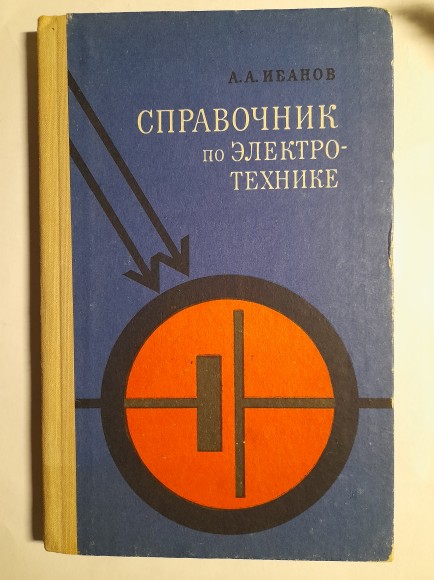 А. А. ИВАНОВ
СПРАВОЧНИК
ПО ЭЛЕКТРО-
ТЕХНИКЕ